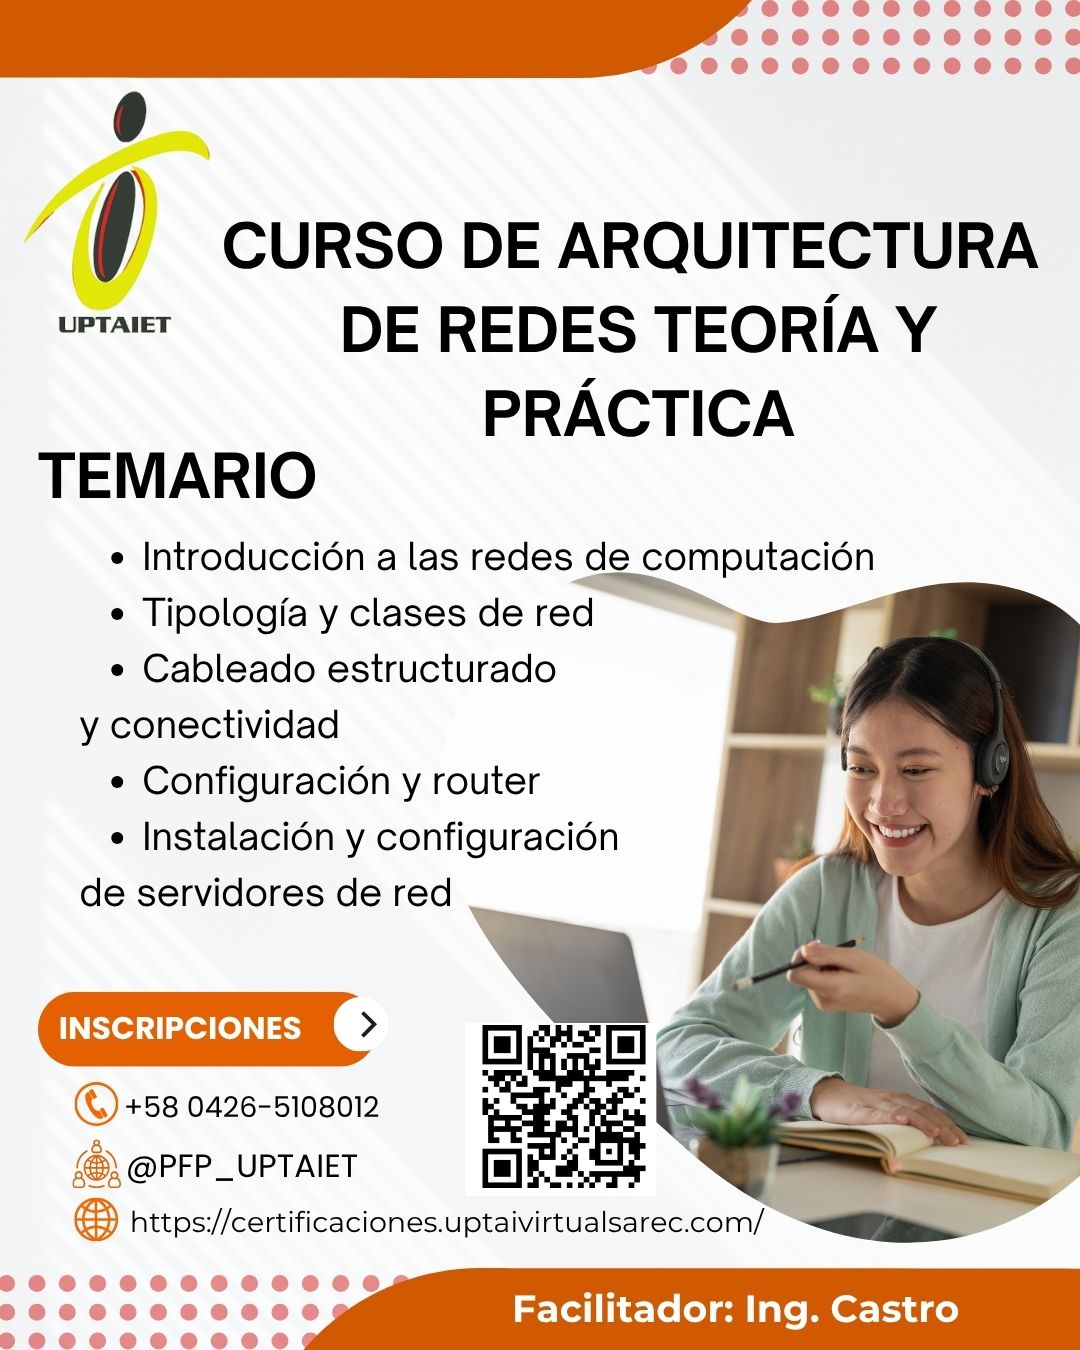 UPTAIET
CURSO DE ARQUITECTURA
DE REDES TEORÍA Y
PRÁCTICA
TEMARIO
• Introducción a las redes de computación
• Tipología y clases de red
• Cableado estructurado
y conectividad
• Configuración y router
• Instalación y configuración
de servidores de red
INSCRIPCIONES
+58 0426-5108012
@PFP_UPTAIET
https://certificaciones.uptaivirtualsarec.com/
Facilitador: Ing. Castro